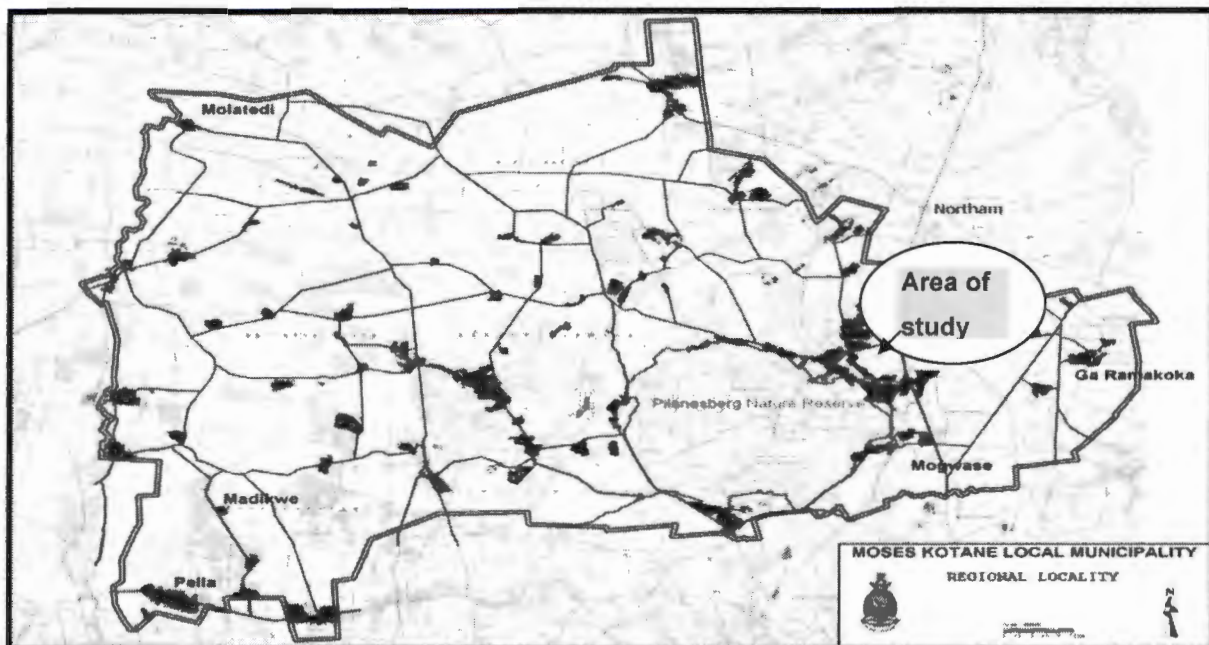 Molatedi
Northam
Area of
study
Ga Ramakoka
Pilanesberg Nature Reserve
Mogwase
Madikwe
Pella
MOSES KOTANE LOCAL MUNICIPALITY
REGIONAL LOCALITY
N